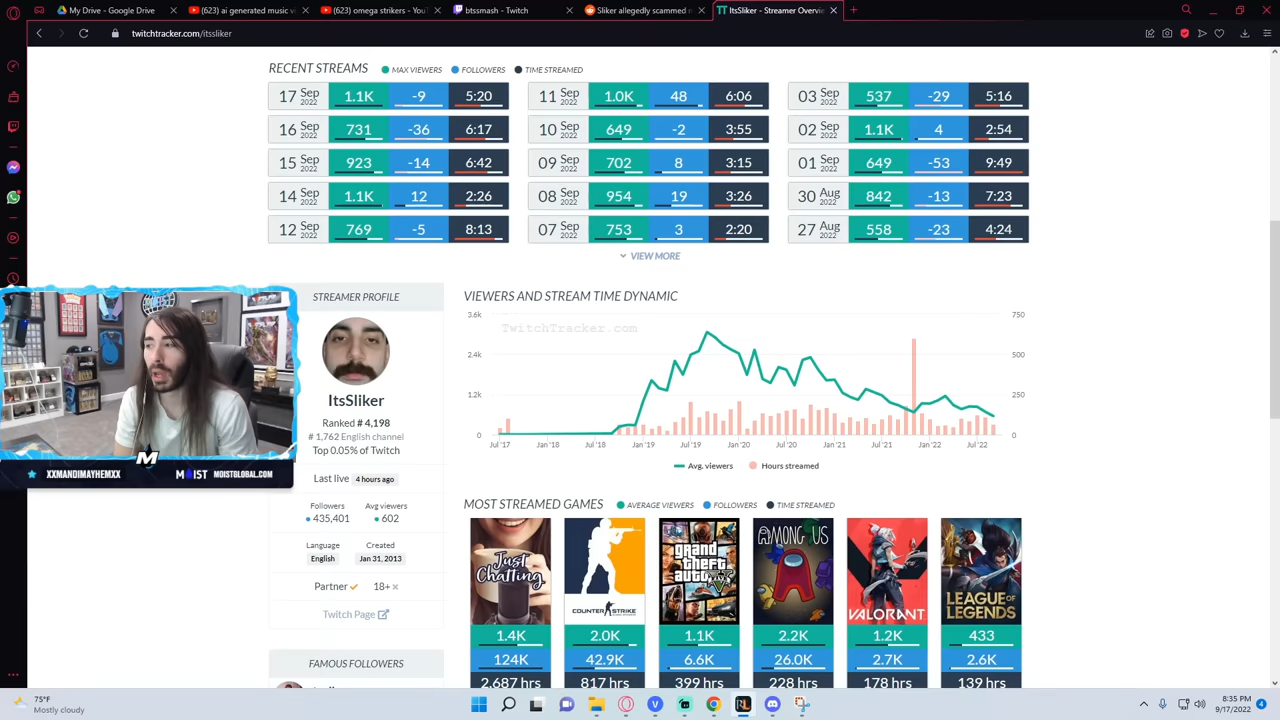 My Drive - Google Drive
(623) ai generated music vi
(623) omega strikers - YouT
btssmash - Twitch
Sliker allegedly scammed m
ItsSliker - Streamer Overvie
twitchtracker.com/itssliker
RECENT STREAMS MAX VIEWERS FOLLOWERS TIME STREAMED
17 Sep 2022 1.1K -9 5:20
11 Sep 2022 1.0K 48 6:06
03 Sep 2022 537 -29 5:16
16 Sep 2022 731 -36 6:17
10 Sep 2022 649 -2 3:55
02 Sep 2022 1.1K 4 2:54
15 Sep 2022 923 -14 6:42
09 Sep 2022 702 8 3:15
01 Sep 2022 649 -53 9:49
14 Sep 2022 1.1K 12 2:26
08 Sep 2022 954 19 3:26
30 Aug 2022 842 -13 7:23
12 Sep 2022 769 -5 8:13
07 Sep 2022 753 3 2:20
27 Aug 2022 558 -23 4:24
VIEW MORE
STREAMER PROFILE
ItsSliker
Ranked # 4,198
# 1,762 English channel
Top 0.05% of Twitch
Last live 4 hours ago
Followers Avg viewers
435,401 602
Language Created
English Jan 31, 2013
Partner 18+
Twitch Page
FAMOUS FOLLOWERS
VIEWERS AND STREAM TIME DYNAMIC
TwitchTracker.com
3.6k 750
2.4k 500
1.2k 250
0 0
Jul '17 Jan '18 Jul '18 Jan '19 Jul '19 Jan '20 Jul '20 Jan '21 Jul '21 Jan '22 Jul '22
Avg. viewers Hours streamed
MOST STREAMED GAMES AVERAGE VIEWERS FOLLOWERS TIME STREAMED
Just Chatting
COUNTER STRIKE
grand theft auto V
AMONG US
VALORANT
LEAGUE OF LEGENDS
1.4K 2.0K 1.1K 2.2K 1.2K 433
124K 42.9K 6.6K 26.0K 2.7K 2.6K
2,687 hrs 817 hrs 399 hrs 228 hrs 178 hrs 139 hrs
M
XXMANDIMAYHEMXX MOIST MOISTGLOBAL.COM
75°F
Mostly cloudy
8:35 PM
9/17/2022